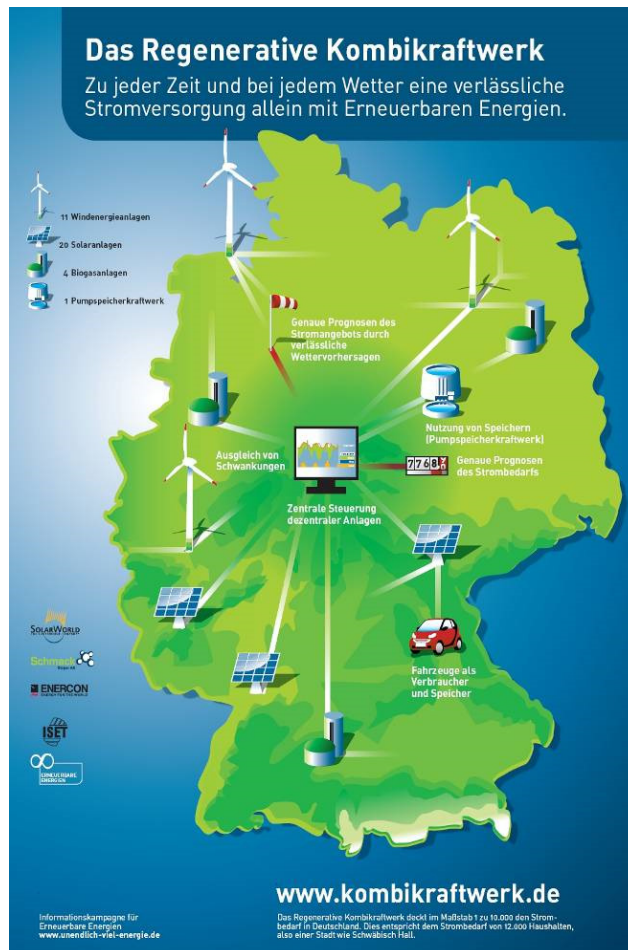 Das Regenerative Kombikraftwerk
Zu jeder Zeit und bei jedem Wetter eine verlässliche
Stromversorgung allein mit Erneuerbaren Energien.
11 Windenergieanlagen
20 Solaranlagen
4 Biogasanlagen
1 Pumpspeicherkraftwerk
Genaue Prognosen des
Stromangebots durch
verlässliche
Wettervorhersagen
Nutzung von Speichern
(Pumpspeicherkraftwerk)
Ausgleich von
Schwankungen
7768
Genaue Prognosen
des Strombedarfs
Zentrale Steuerung
dezentraler Anlagen
Fahrzeuge als
Verbraucher
und Speicher
SOLARWORLD
Schmack
ENERCON
ISET
ERNEUERBARE
ENERGIEN
www.kombikraftwerk.de
Informationskampagne für
Erneuerbare Energien
www.unendlich-viel-energie.de
Das Regenerative Kombikraftwerk deckt im Maßstab 1 zu 10.000 den Strom-
bedarf in Deutschland. Dies entspricht dem Strombedarf von 12.000 Haushalten,
also einer Stadt wie Schwäbisch Hall.